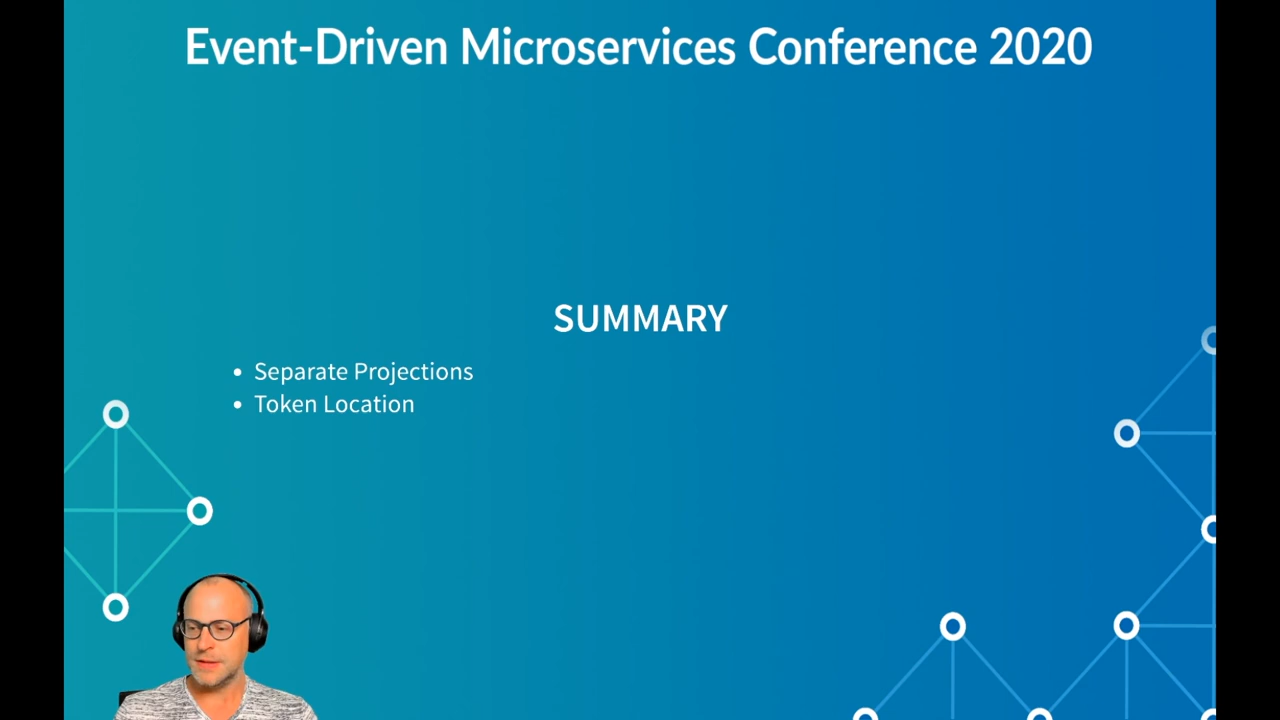 Event-Driven Microservices Conference 2020
SUMMARY
• Separate Projections
• Token Location